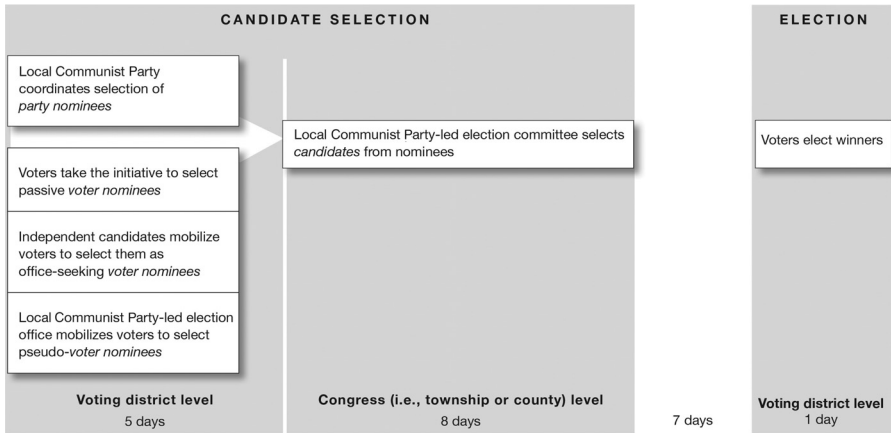 CANDIDATE SELECTION
Local Communist Party
coordinates selection of
party nominees
Voters take the initiative to select
passive voter nominees
Independent candidates mobilize
voters to select them as
office-seeking voter nominees
Local Communist Party-led election
office mobilizes voters to select
pseudo-voter nominees
Voting district level
5 days
Local Communist Party-led election committee selects
candidates from nominees
Congress (i.e., township or county) level
8 days
7 days
ELECTION
Voters elect winners
Voting district level
1 day